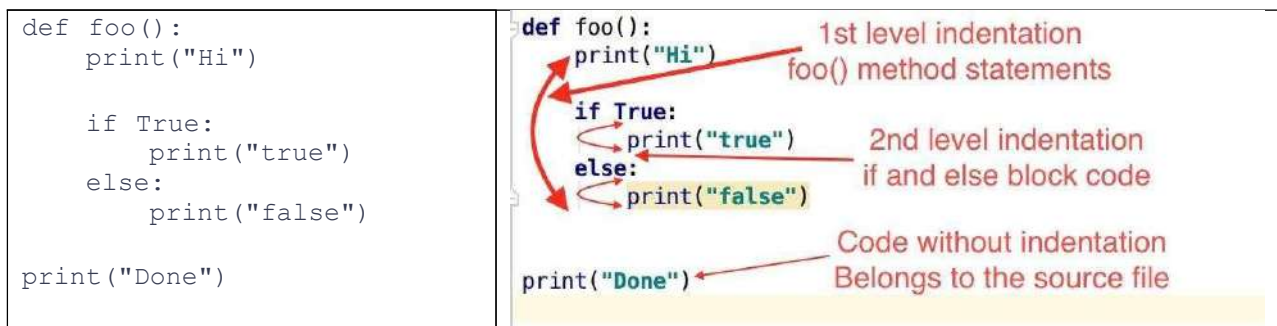 def foo():
    print("Hi")
    if True:
        print("true")
    else:
        print("false")
print("Done")
def foo():
    print("Hi")
    if True:
        print("true")
    else:
        print("false")
print("Done")
1st level indentation
foo() method statements
2nd level indentation
if and else block code
Code without indentation
Belongs to the source file